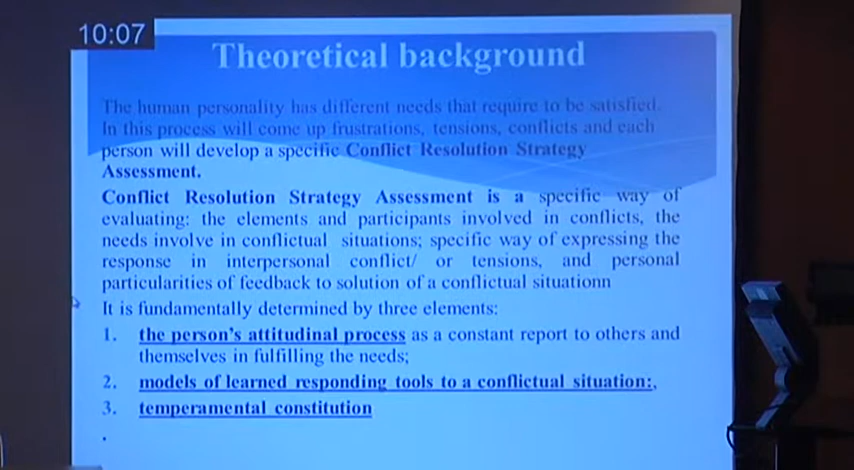 10:07
Theoretical background
The human personality has different needs that require to be satisfied.
In this process will come up frustrations, tensions, conflicts and each
person will develop a specific Conflict Resolution Strategy
Assessment.
Conflict Resolution Strategy Assessment is a specific way of
evaluating: the elements and participants involved in conflicts, the
needs involve in conflictual situations; specific way of expressing the
response in interpersonal conflict/ or tensions, and personal
particularities of feedback to solution of a conflictual situationn
It is fundamentally determined by three elements:
1. the person's attitudinal process as a constant report to others and
themselves in fulfilling the needs;
2. models of learned responding tools to a conflictual situation:,
3. temperamental constitution
.